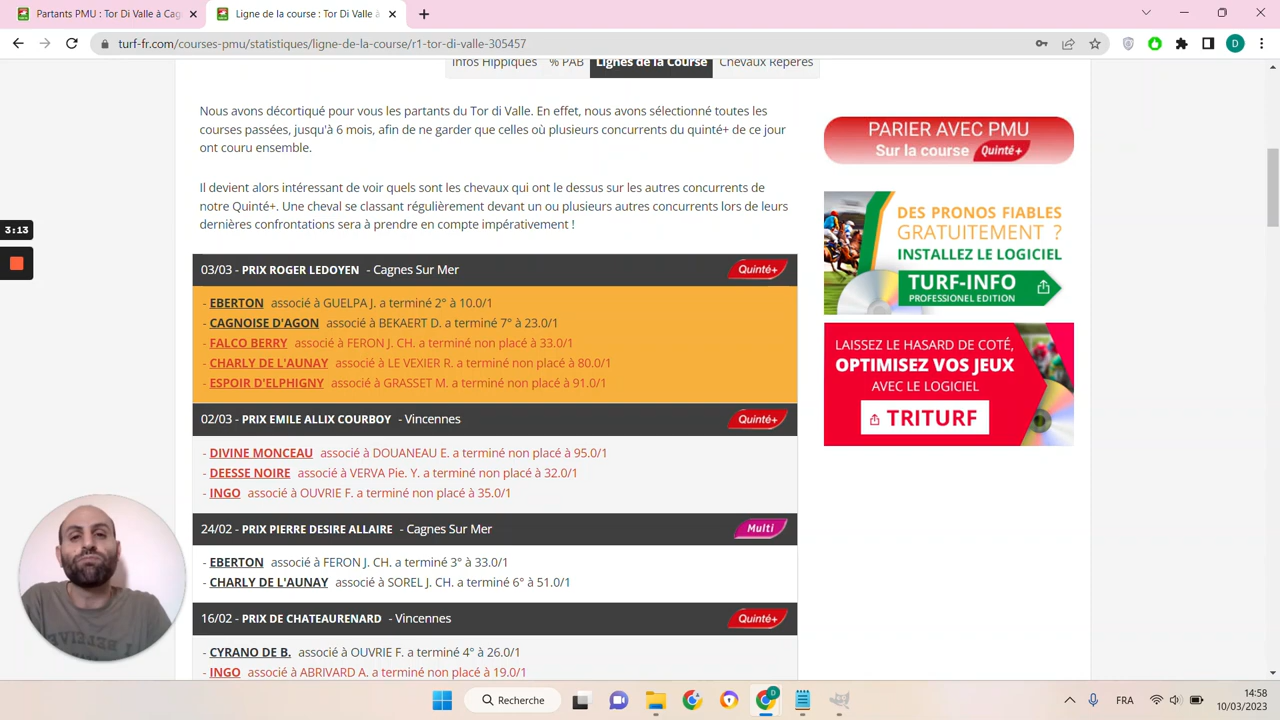 Partants PMU : Tor Di Valle à Cag
Ligne de la course : Tor Di Valle à
turf-fr.com/courses-pmu/statistiques/ligne-de-la-course/r1-tor-di-valle-305457
D
Infos Hippiques
% PAB
Lignes de la Course
Chevaux Repères
Nous avons décortiqué pour vous les partants du Tor di Valle. En effet, nous avons sélectionné toutes les
courses passées, jusqu'à 6 mois, afin de ne garder que celles où plusieurs concurrents du quinté+ de ce jour
ont couru ensemble.
Il devient alors intéressant de voir quels sont les chevaux qui ont le dessus sur les autres concurrents de
notre Quinté+. Une cheval se classant régulièrement devant un ou plusieurs autres concurrents lors de leurs
dernières confrontations sera à prendre en compte impérativement !
3:13
03/03 - PRIX ROGER LEDOYEN - Cagnes Sur Mer
Quinté+
- EBERTON associé à GUELPA J. a terminé 2° à 10.0/1
- CAGNOISE D'AGON associé à BEKAERT D. a terminé 7° à 23.0/1
- FALCO BERRY associé à FERON J. CH. a terminé non placé à 33.0/1
- CHARLY DE L'AUNAY associé à LE VEXIER R. a terminé non placé à 80.0/1
- ESPOIR D'ELPHIGNY associé à GRASSET M. a terminé non placé à 91.0/1
02/03 - PRIX EMILE ALLIX COURBOY - Vincennes
Quinté+
- DIVINE MONCEAU associé à DOUANEAU E. a terminé non placé à 95.0/1
- DEESSE NOIRE associé à VERVA Pie. Y. a terminé non placé à 32.0/1
- INGO associé à OUVRIE F. a terminé non placé à 35.0/1
24/02 - PRIX PIERRE DESIRE ALLAIRE - Cagnes Sur Mer
Multi
- EBERTON associé à FERON J. CH. a terminé 3° à 33.0/1
- CHARLY DE L'AUNAY associé à SOREL J. CH. a terminé 6° à 51.0/1
16/02 - PRIX DE CHATEAURENARD - Vincennes
Quinté+
- CYRANO DE B. associé à OUVRIE F. a terminé 4° à 26.0/1
- INGO associé à ABRIVARD A. a terminé non placé à 19.0/1
PARIER AVEC PMU
Sur la course Quinté+
DES PRONOS FIABLES
GRATUITEMENT ?
INSTALLEZ LE LOGICIEL
TURF-INFO
PROFESSIONEL EDITION
LAISSEZ LE HASARD DE COTÉ,
OPTIMISEZ VOS JEUX
AVEC LE LOGICIEL
TRITURF
Recherche
FRA
14:58
10/03/2023